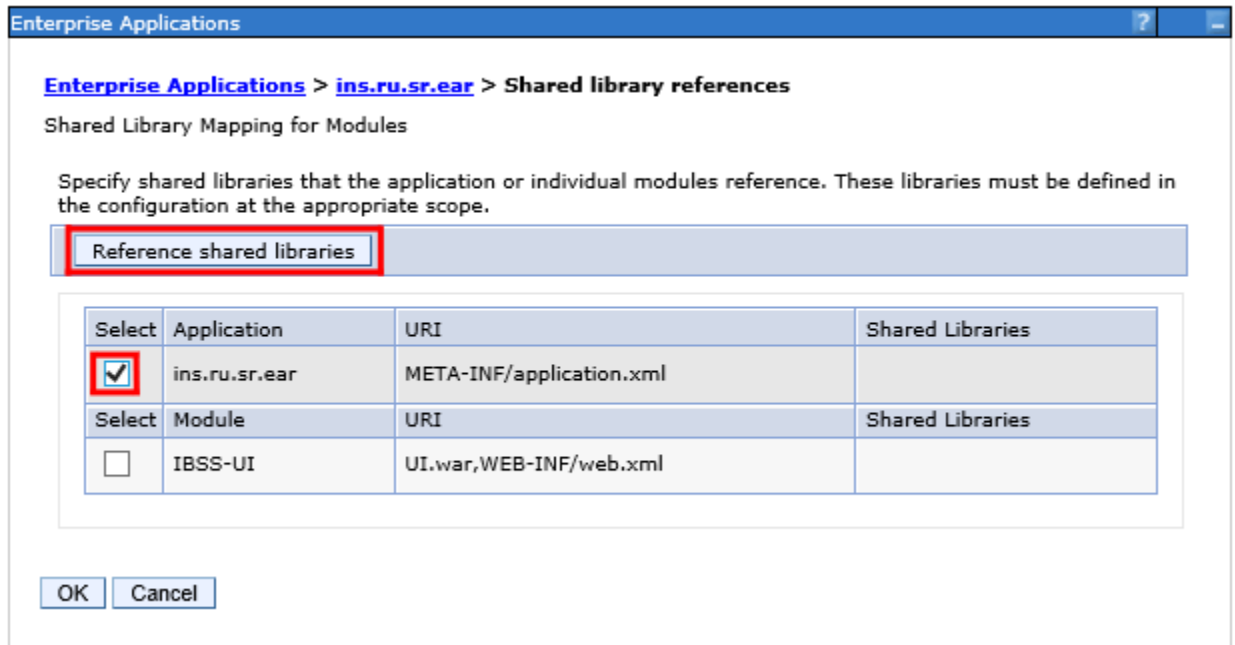 Enterprise Applications ?
Enterprise Applications > ins.ru.sr.ear > Shared library references
Shared Library Mapping for Modules
Specify shared libraries that the application or individual modules reference. These libraries must be defined in
the configuration at the appropriate scope.
Reference shared libraries
Select Application URI Shared Libraries
ins.ru.sr.ear META-INF/application.xml
Select Module URI Shared Libraries
IBSS-UI UI.war,WEB-INF/web.xml
OK Cancel